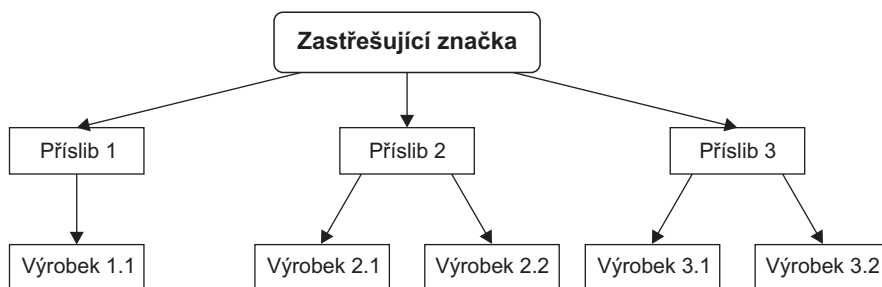 Zastřešující značka
Příslib 1
Příslib 2
Příslib 3
Výrobek 1.1
Výrobek 2.1
Výrobek 2.2
Výrobek 3.1
Výrobek 3.2